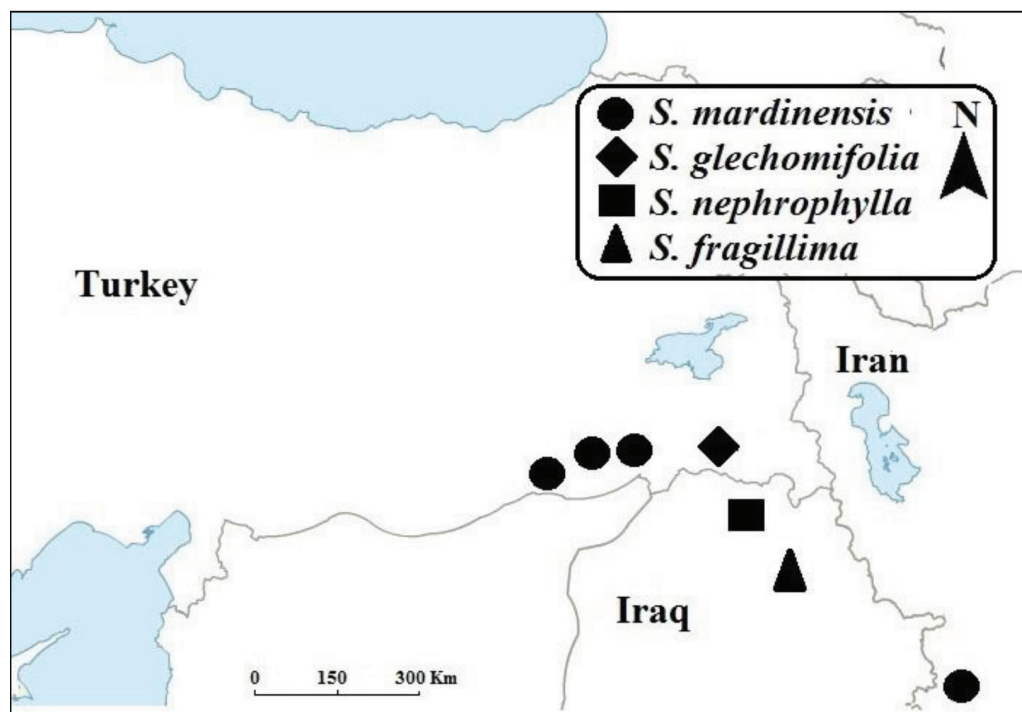 S. mardinensis
S. glechomifolia
S. nephrophylla
S. fragillima
N
Turkey
Iran
Iraq
0 150 300 Km